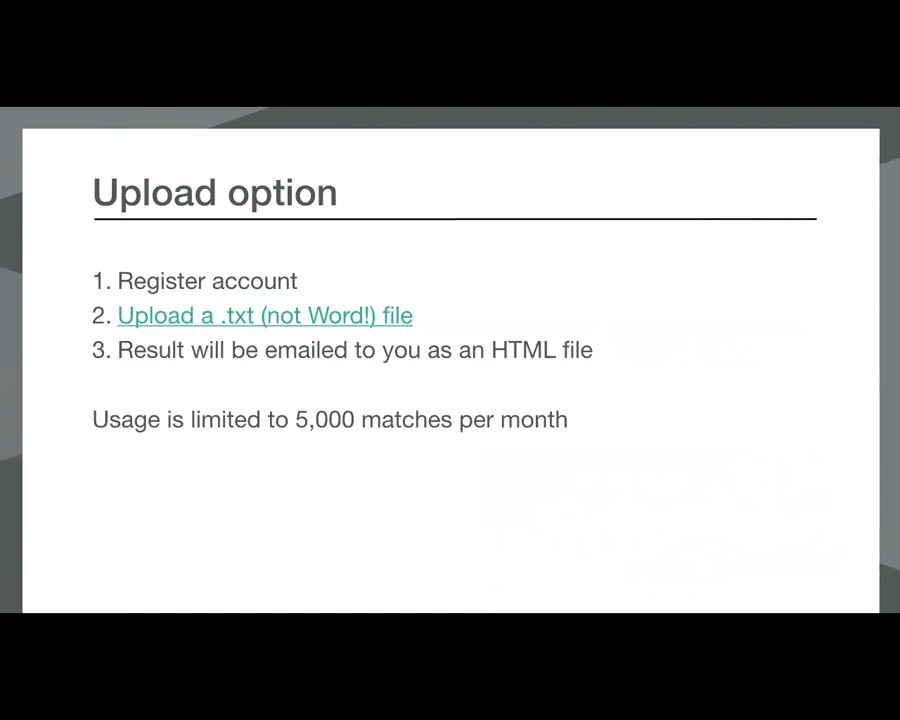 Upload option
1. Register account
2. Upload a .txt (not Word!) file
3. Result will be emailed to you as an HTML file
Usage is limited to 5,000 matches per month